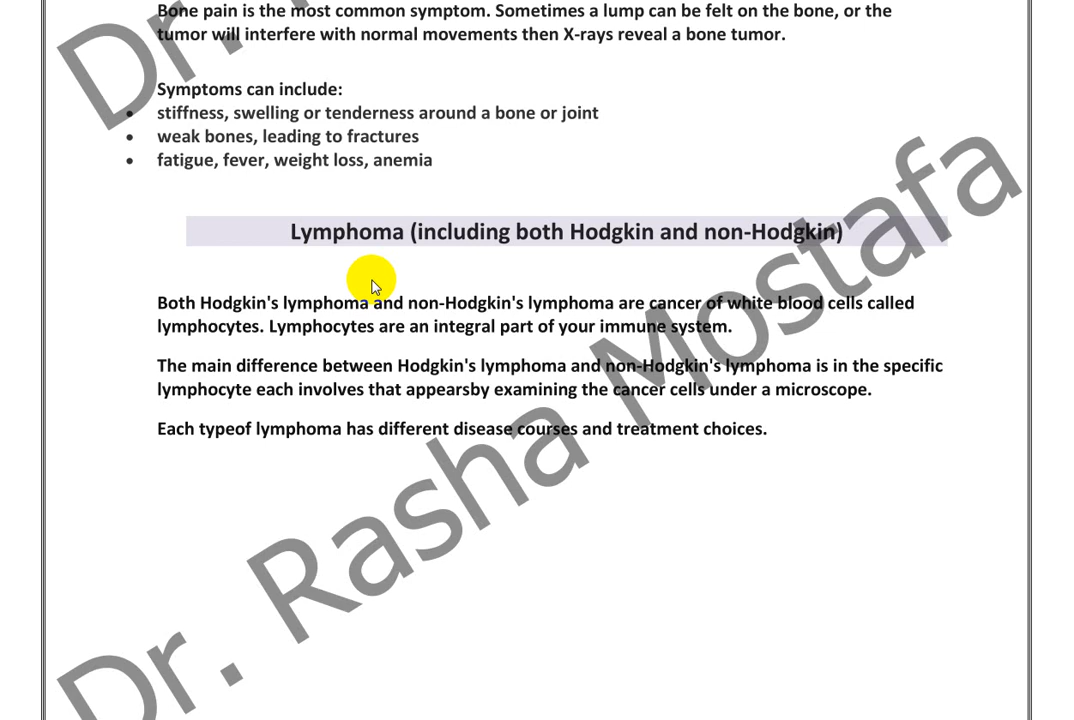 Bone pain is the most common symptom. Sometimes a lump can be felt on the bone, or the
tumor will interfere with normal movements then X-rays reveal a bone tumor.
Symptoms can include:
• stiffness, swelling or tenderness around a bone or joint
• weak bones, leading to fractures
• fatigue, fever, weight loss, anemia
Lymphoma (including both Hodgkin and non-Hodgkin)
Both Hodgkin's lymphoma and non-Hodgkin's lymphoma are cancer of white blood cells called
lymphocytes. Lymphocytes are an integral part of your immune system.
The main difference between Hodgkin's lymphoma and non-Hodgkin's lymphoma is in the specific
lymphocyte each involves that appearsby examining the cancer cells under a microscope.
Each typeof lymphoma has different disease courses and treatment choices.
Dr.
Dr. Rasha Mostafa